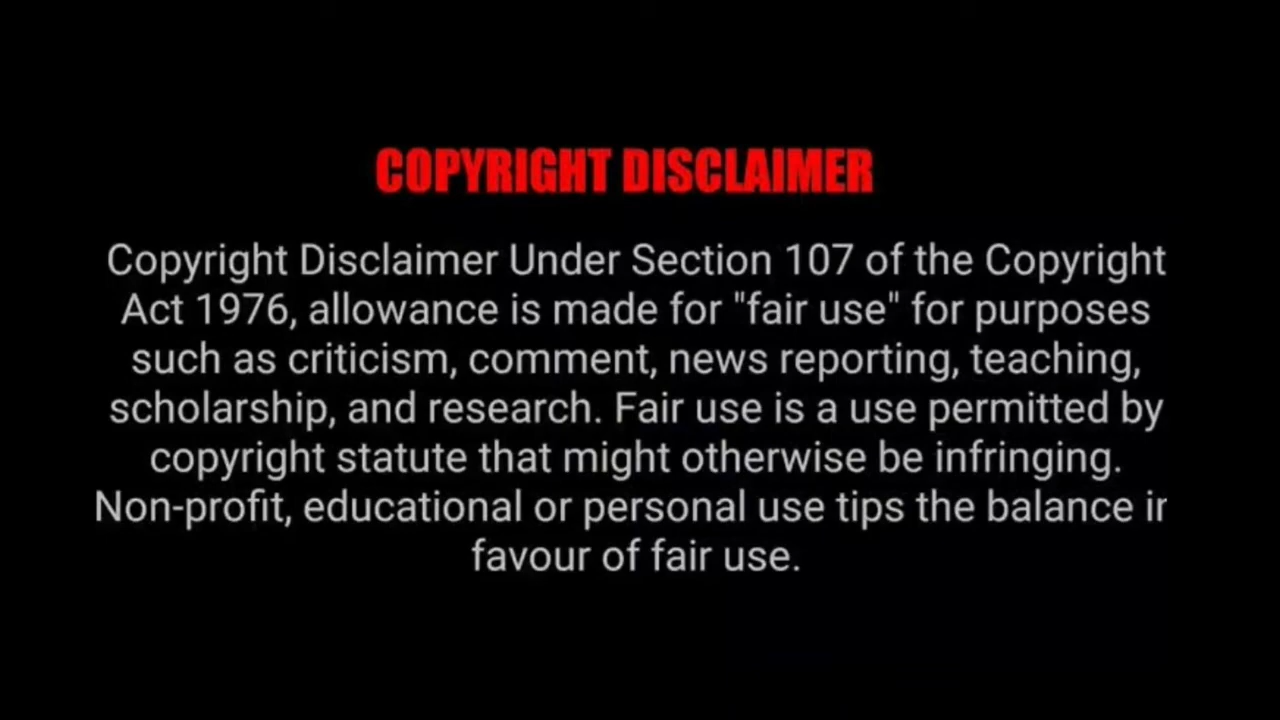 COPYRIGHT DISCLAIMER
Copyright Disclaimer Under Section 107 of the Copyright
Act 1976, allowance is made for "fair use" for purposes
such as criticism, comment, news reporting, teaching,
scholarship, and research. Fair use is a use permitted by
copyright statute that might otherwise be infringing.
Non-profit, educational or personal use tips the balance
favour of fair use.